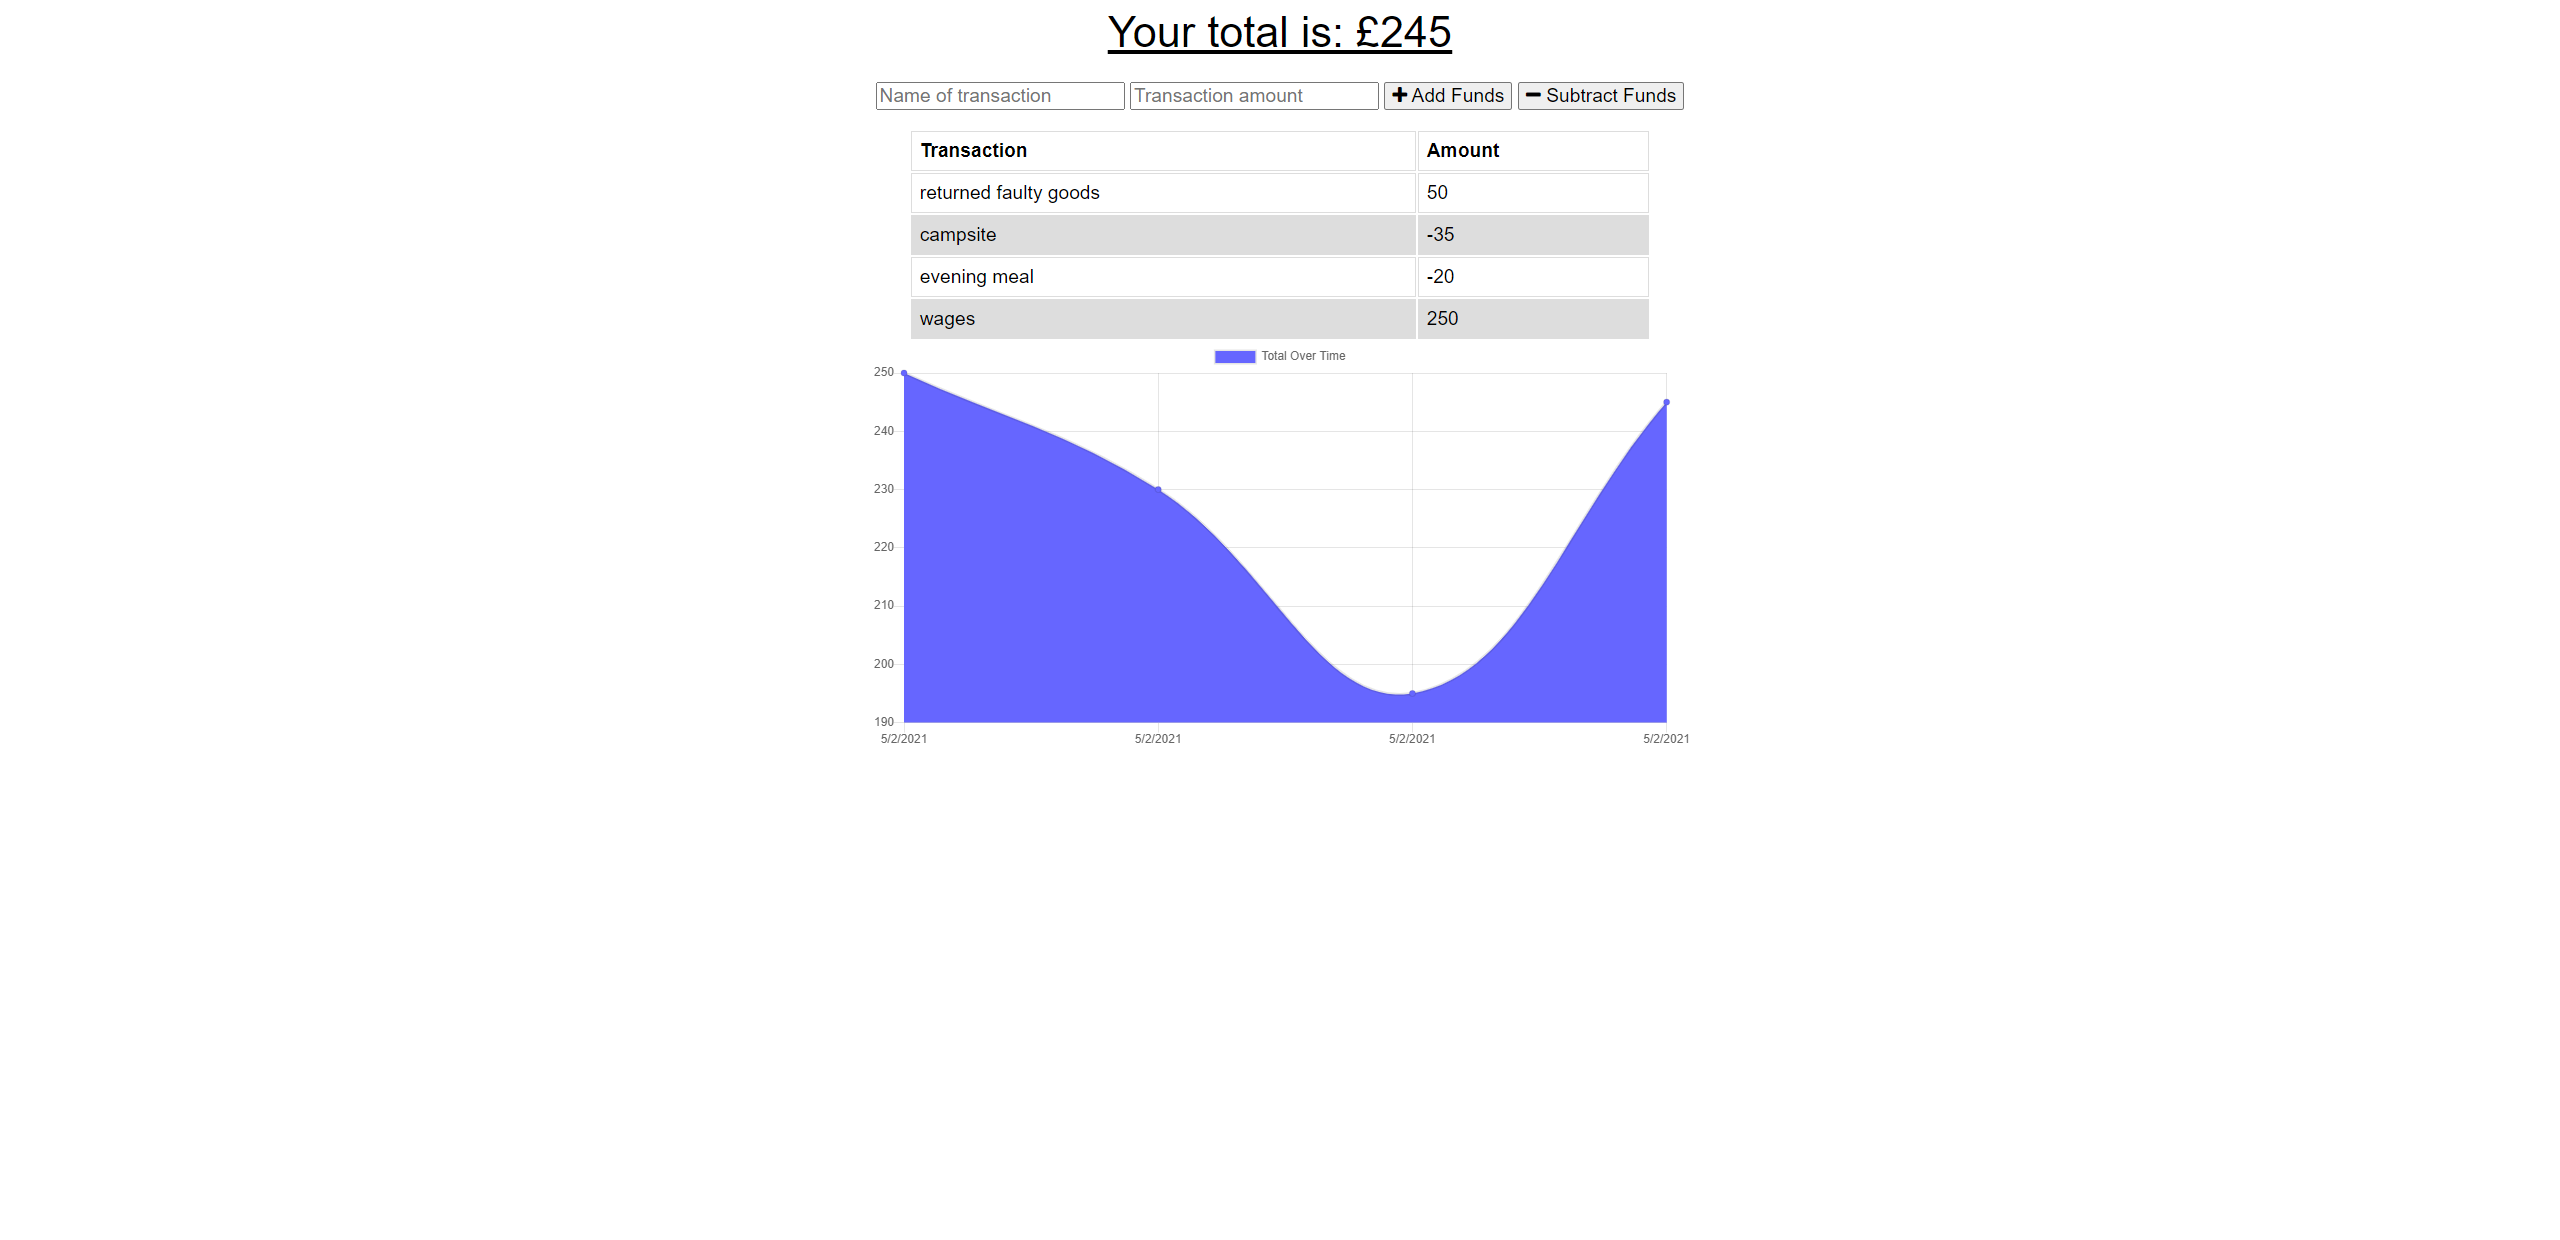 Your total is: £245
Name of transaction Transaction amount Add Funds Subtract Funds
Transaction Amount
returned faulty goods 50
campsite -35
evening meal -20
wages 250
Total Over Time
250
240
230
220
210
200
190
5/2/2021 5/2/2021 5/2/2021 5/2/2021